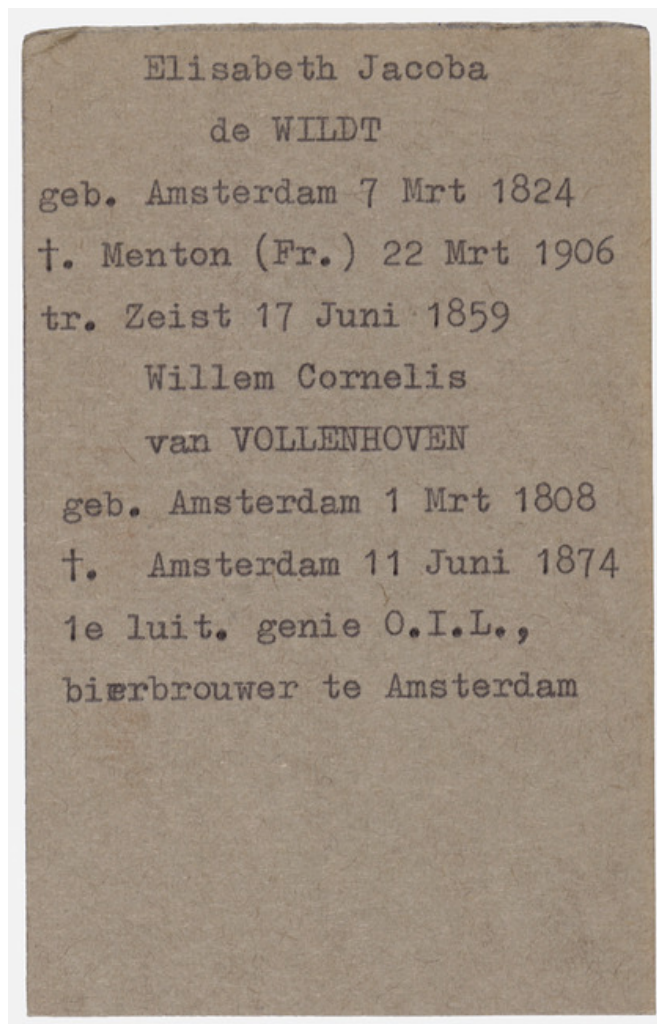 Elisabeth Jacoba
de WILDT
geb. Amsterdam 7 Mrt 1824
†. Menton (Fr.) 22 Mrt 1906
tr. Zeist 17 Juni 1859
Willem Cornelis
van VOLLENHOVEN
geb. Amsterdam 1 Mrt 1808
†. Amsterdam 11 Juni 1874
1e luit. genie O.I.L.,
bierbrouwer te Amsterdam